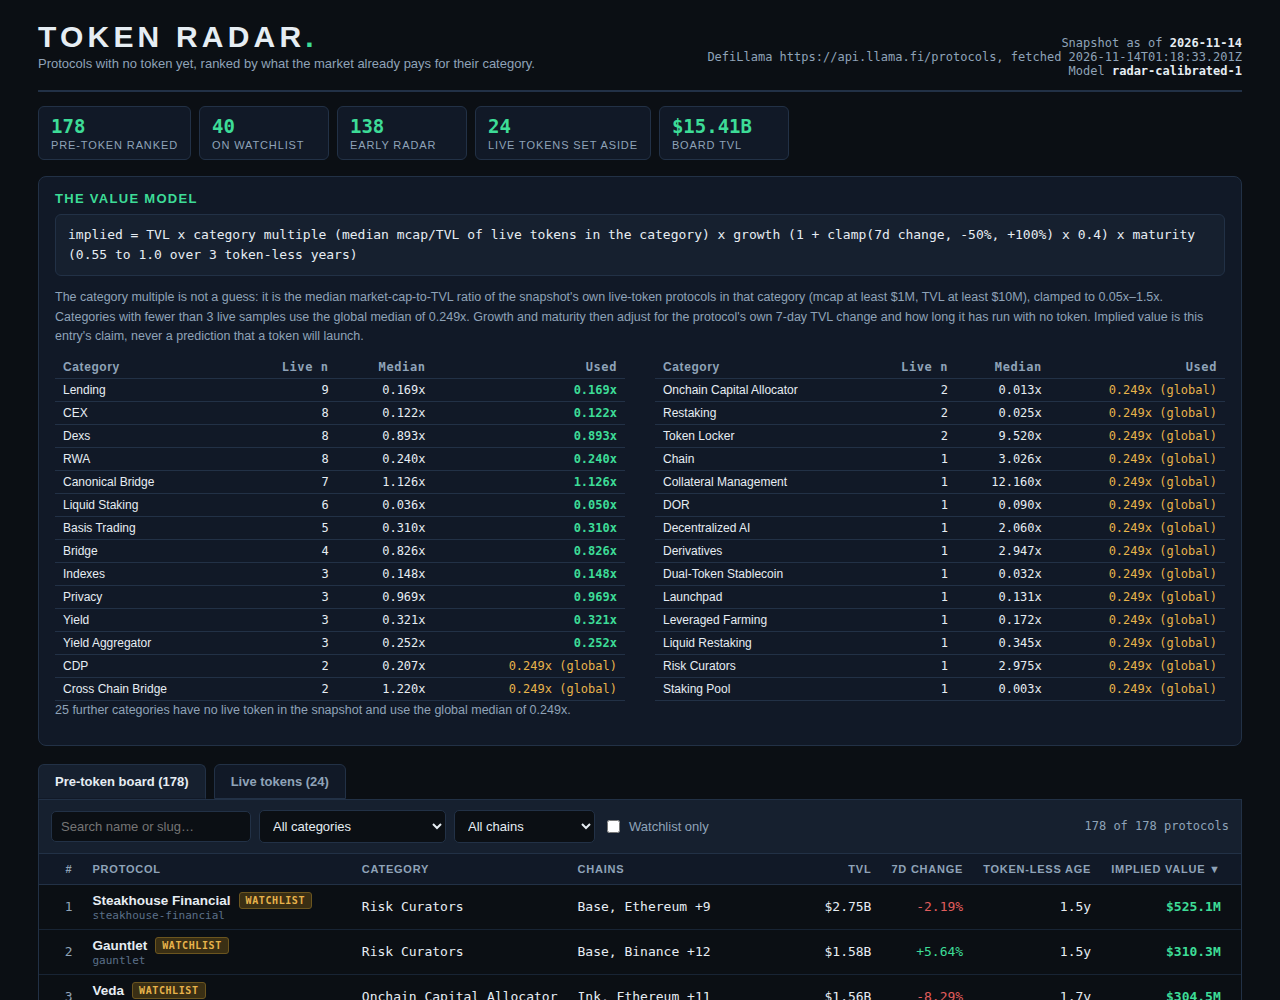 TOKEN RADAR.
Protocols with no token yet, ranked by what the market already pays for their category.
Snapshot as of 2026-11-14
DefiLlama https://api.llama.fi/protocols, fetched 2026-11-14T01:18:33.201Z
Model radar-calibrated-1
178
PRE-TOKEN RANKED
40
ON WATCHLIST
138
EARLY RADAR
24
LIVE TOKENS SET ASIDE
$15.41B
BOARD TVL
THE VALUE MODEL
implied = TVL x category multiple (median mcap/TVL of live tokens in the category) x growth (1 + clamp(7d change, -50%, +100%) x 0.4) x maturity
(0.55 to 1.0 over 3 token-less years)
The category multiple is not a guess: it is the median market-cap-to-TVL ratio of the snapshot's own live-token protocols in that category (mcap at least $1M, TVL at least $10M), clamped to 0.05x–1.5x.
Categories with fewer than 3 live samples use the global median of 0.249x. Growth and maturity then adjust for the protocol's own 7-day TVL change and how long it has run with no token. Implied value is this
entry's claim, never a prediction that a token will launch.
Category Live n Median Used
Lending 9 0.169x 0.169x
CEX 8 0.122x 0.122x
Dexs 8 0.893x 0.893x
RWA 8 0.240x 0.240x
Canonical Bridge 7 1.126x 1.126x
Liquid Staking 6 0.036x 0.050x
Basis Trading 5 0.310x 0.310x
Bridge 4 0.826x 0.826x
Indexes 3 0.148x 0.148x
Privacy 3 0.969x 0.969x
Yield 3 0.321x 0.321x
Yield Aggregator 3 0.252x 0.252x
CDP 2 0.207x 0.249x (global)
Cross Chain Bridge 2 1.220x 0.249x (global)
Category Live n Median Used
Onchain Capital Allocator 2 0.013x 0.249x (global)
Restaking 2 0.025x 0.249x (global)
Token Locker 2 9.520x 0.249x (global)
Chain 1 3.026x 0.249x (global)
Collateral Management 1 12.160x 0.249x (global)
DOR 1 0.090x 0.249x (global)
Decentralized AI 1 2.060x 0.249x (global)
Derivatives 1 2.947x 0.249x (global)
Dual-Token Stablecoin 1 0.032x 0.249x (global)
Launchpad 1 0.131x 0.249x (global)
Leveraged Farming 1 0.172x 0.249x (global)
Liquid Restaking 1 0.345x 0.249x (global)
Risk Curators 1 2.975x 0.249x (global)
Staking Pool 1 0.003x 0.249x (global)
25 further categories have no live token in the snapshot and use the global median of 0.249x.
Pre-token board (178) Live tokens (24)
Search name or slug… All categories All chains Watchlist only 178 of 178 protocols
# PROTOCOL CATEGORY CHAINS TVL 7D CHANGE TOKEN-LESS AGE IMPLIED VALUE ▼
1 Steakhouse Financial WATCHLIST Risk Curators Base, Ethereum +9 $2.75B -2.19% 1.5y $525.1M
steakhouse-financial
2 Gauntlet WATCHLIST Risk Curators Base, Binance +12 $1.58B +5.64% 1.5y $310.3M
gauntlet
3 Veda WATCHLIST Onchain Capital Allocator Ink, Ethereum +11 $1.56B -8.29% 1.7y $304.5M